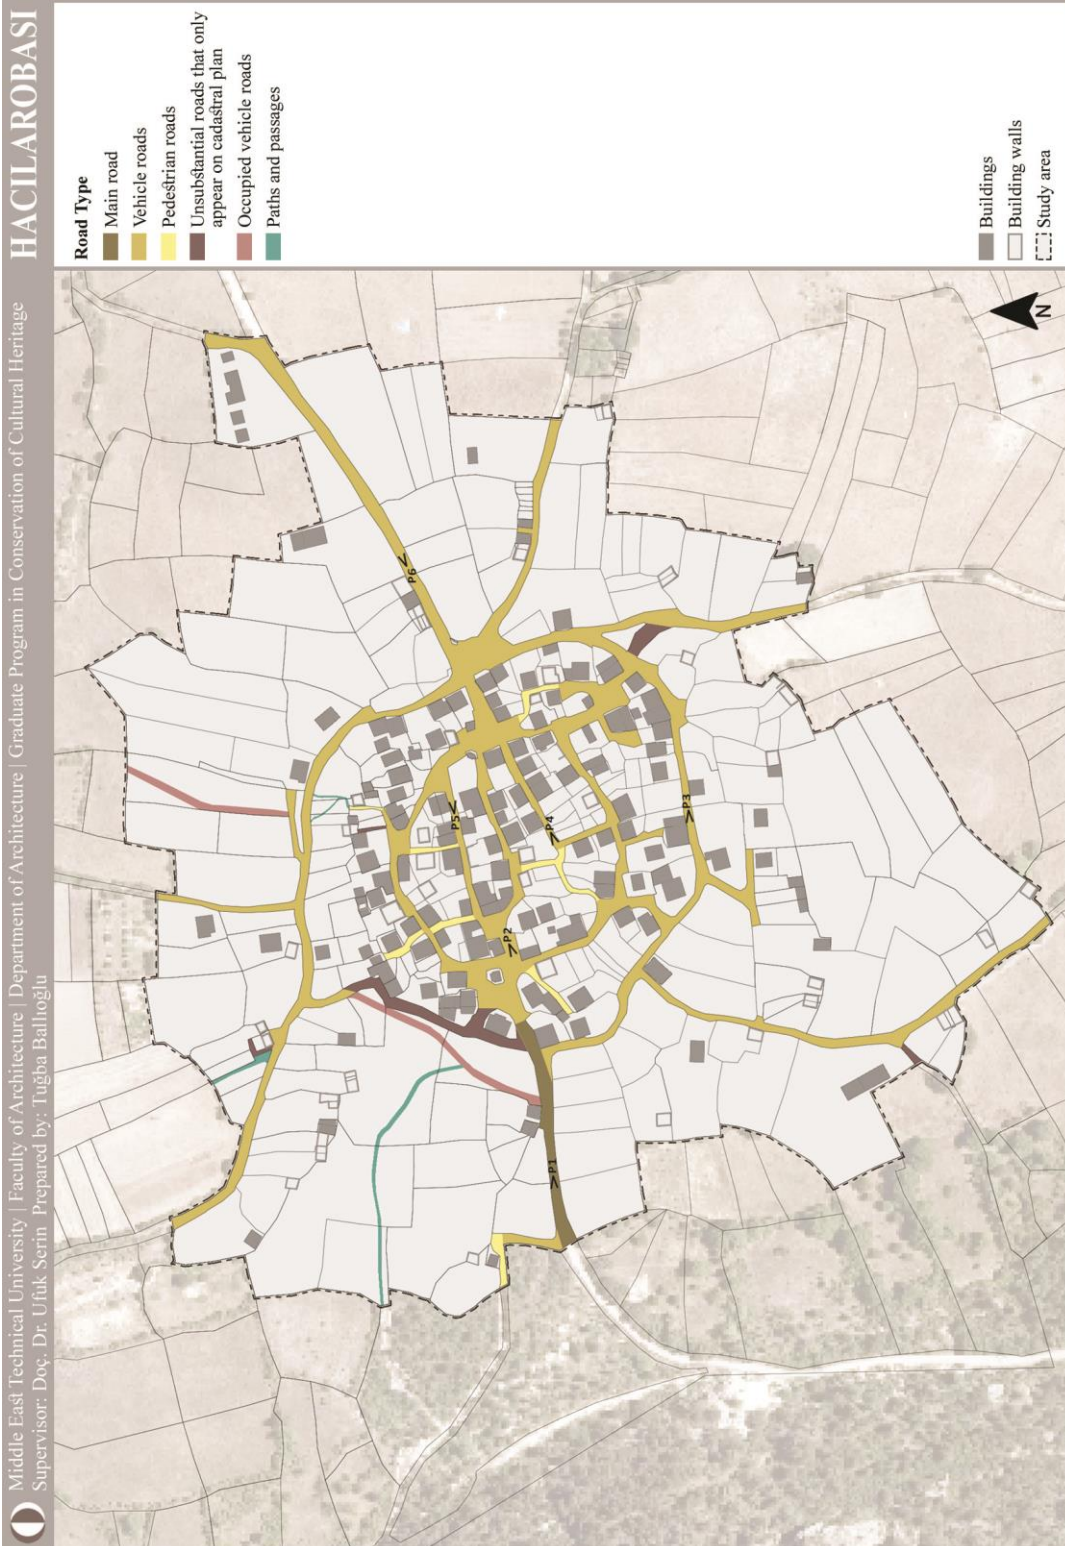 Middle East Technical University | Faculty of Architecture | Department of Architecture | Graduate Program in Conservation of Cultural Heritage
Supervisor: Doç. Dr. Ufuk Serin Prepared by: Tuğba Ballıoğlu
HACILAROBASI
Road Type
Main road
Vehicle roads
Pedestrian roads
Unsubstantial roads that only
appear on cadastral plan
Occupied vehicle roads
Paths and passages
Buildings
Building walls
Study area
N
P1
P2
P3
P4
P5
P6